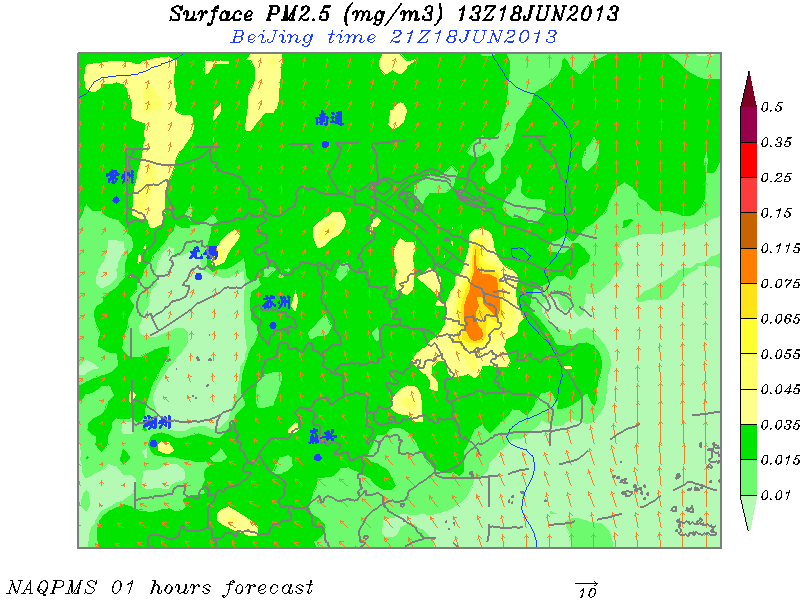 Surface PM2.5 (mg/m3) 13Z18JUN2013
BeiJing time 21Z18JUN2013
南通
常州
无锡
苏州
湖州
嘉兴
0.5
0.35
0.25
0.15
0.115
0.075
0.065
0.055
0.045
0.035
0.015
0.01
NAQPMS 01 hours forecast
10